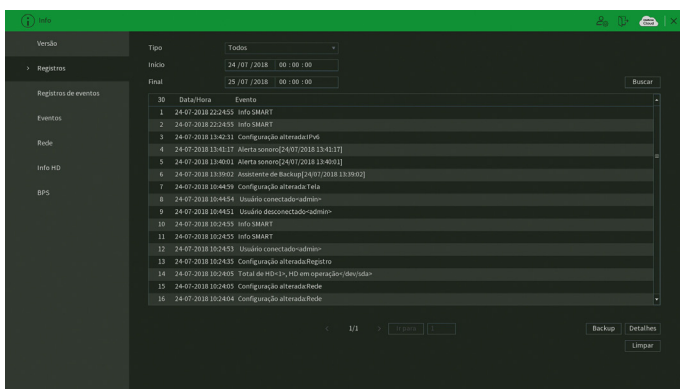 Info
Versão
Registros
Registros de eventos
Eventos
Rede
Info HD
BPS
Tipo Todos
Início 24 /07 /2018 00 : 00 : 00
Final 25 /07 /2018 00 : 00 : 00
Buscar
30 Data/Hora Evento
1 24-07-2018 22:24:55 Info SMART
2 24-07-2018 22:24:55 Info SMART
3 24-07-2018 13:42:31 Configuração alterada:IPv6
4 24-07-2018 13:41:17 Alerta sonoro[24/07/2018 13:41:17]
5 24-07-2018 13:40:01 Alerta sonoro[24/07/2018 13:40:01]
6 24-07-2018 13:39:02 Assistente de Backup[24/07/2018 13:39:02]
7 24-07-2018 10:44:59 Configuração alterada:Tela
8 24-07-2018 10:44:54 Usuário conectado<admin>
9 24-07-2018 10:44:51 Usuário desconectado<admin>
10 24-07-2018 10:24:55 Info SMART
11 24-07-2018 10:24:55 Info SMART
12 24-07-2018 10:24:53 Usuário conectado<admin>
13 24-07-2018 10:24:35 Configuração alterada:Registro
14 24-07-2018 10:24:05 Total de HD<1>, HD em operação</dev/sda>
15 24-07-2018 10:24:05 Configuração alterada:Rede
16 24-07-2018 10:24:04 Configuração alterada:Rede
< 1/1 > Ir para 1
Backup Detalhes
Limpar